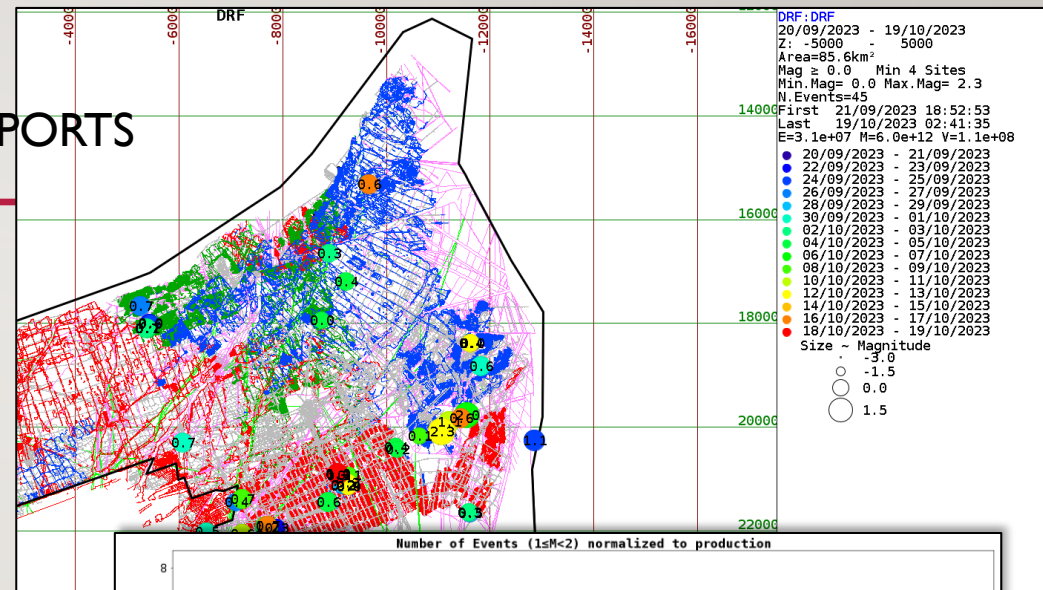 DRF
-4000
-6000
-8000
-10000
-12000
-14000
-16000
14000
16000
18000
20000
22000
PORTS
0.6
0.3
0.4
0.7
0.0
0.6
2.3
0.1
1.1
0.7
0.6
DRF:DRF
20/09/2023 - 19/10/2023
Z: -5000 - 5000
Area=85.6km²
Mag ≥ 0.0 Min 4 Sites
Min.Mag= 0.0 Max.Mag= 2.3
N.Events=45
First 21/09/2023 18:52:53
Last 19/10/2023 02:41:35
E=3.1e+07 M=6.0e+12 V=1.1e+08
20/09/2023 - 21/09/2023
22/09/2023 - 23/09/2023
24/09/2023 - 25/09/2023
26/09/2023 - 27/09/2023
28/09/2023 - 29/09/2023
30/09/2023 - 01/10/2023
02/10/2023 - 03/10/2023
04/10/2023 - 05/10/2023
06/10/2023 - 07/10/2023
08/10/2023 - 09/10/2023
10/10/2023 - 11/10/2023
12/10/2023 - 13/10/2023
14/10/2023 - 15/10/2023
16/10/2023 - 17/10/2023
18/10/2023 - 19/10/2023
Size ~ Magnitude
-3.0
-1.5
0.0
1.5
Number of Events (1≤M<2) normalized to production
8